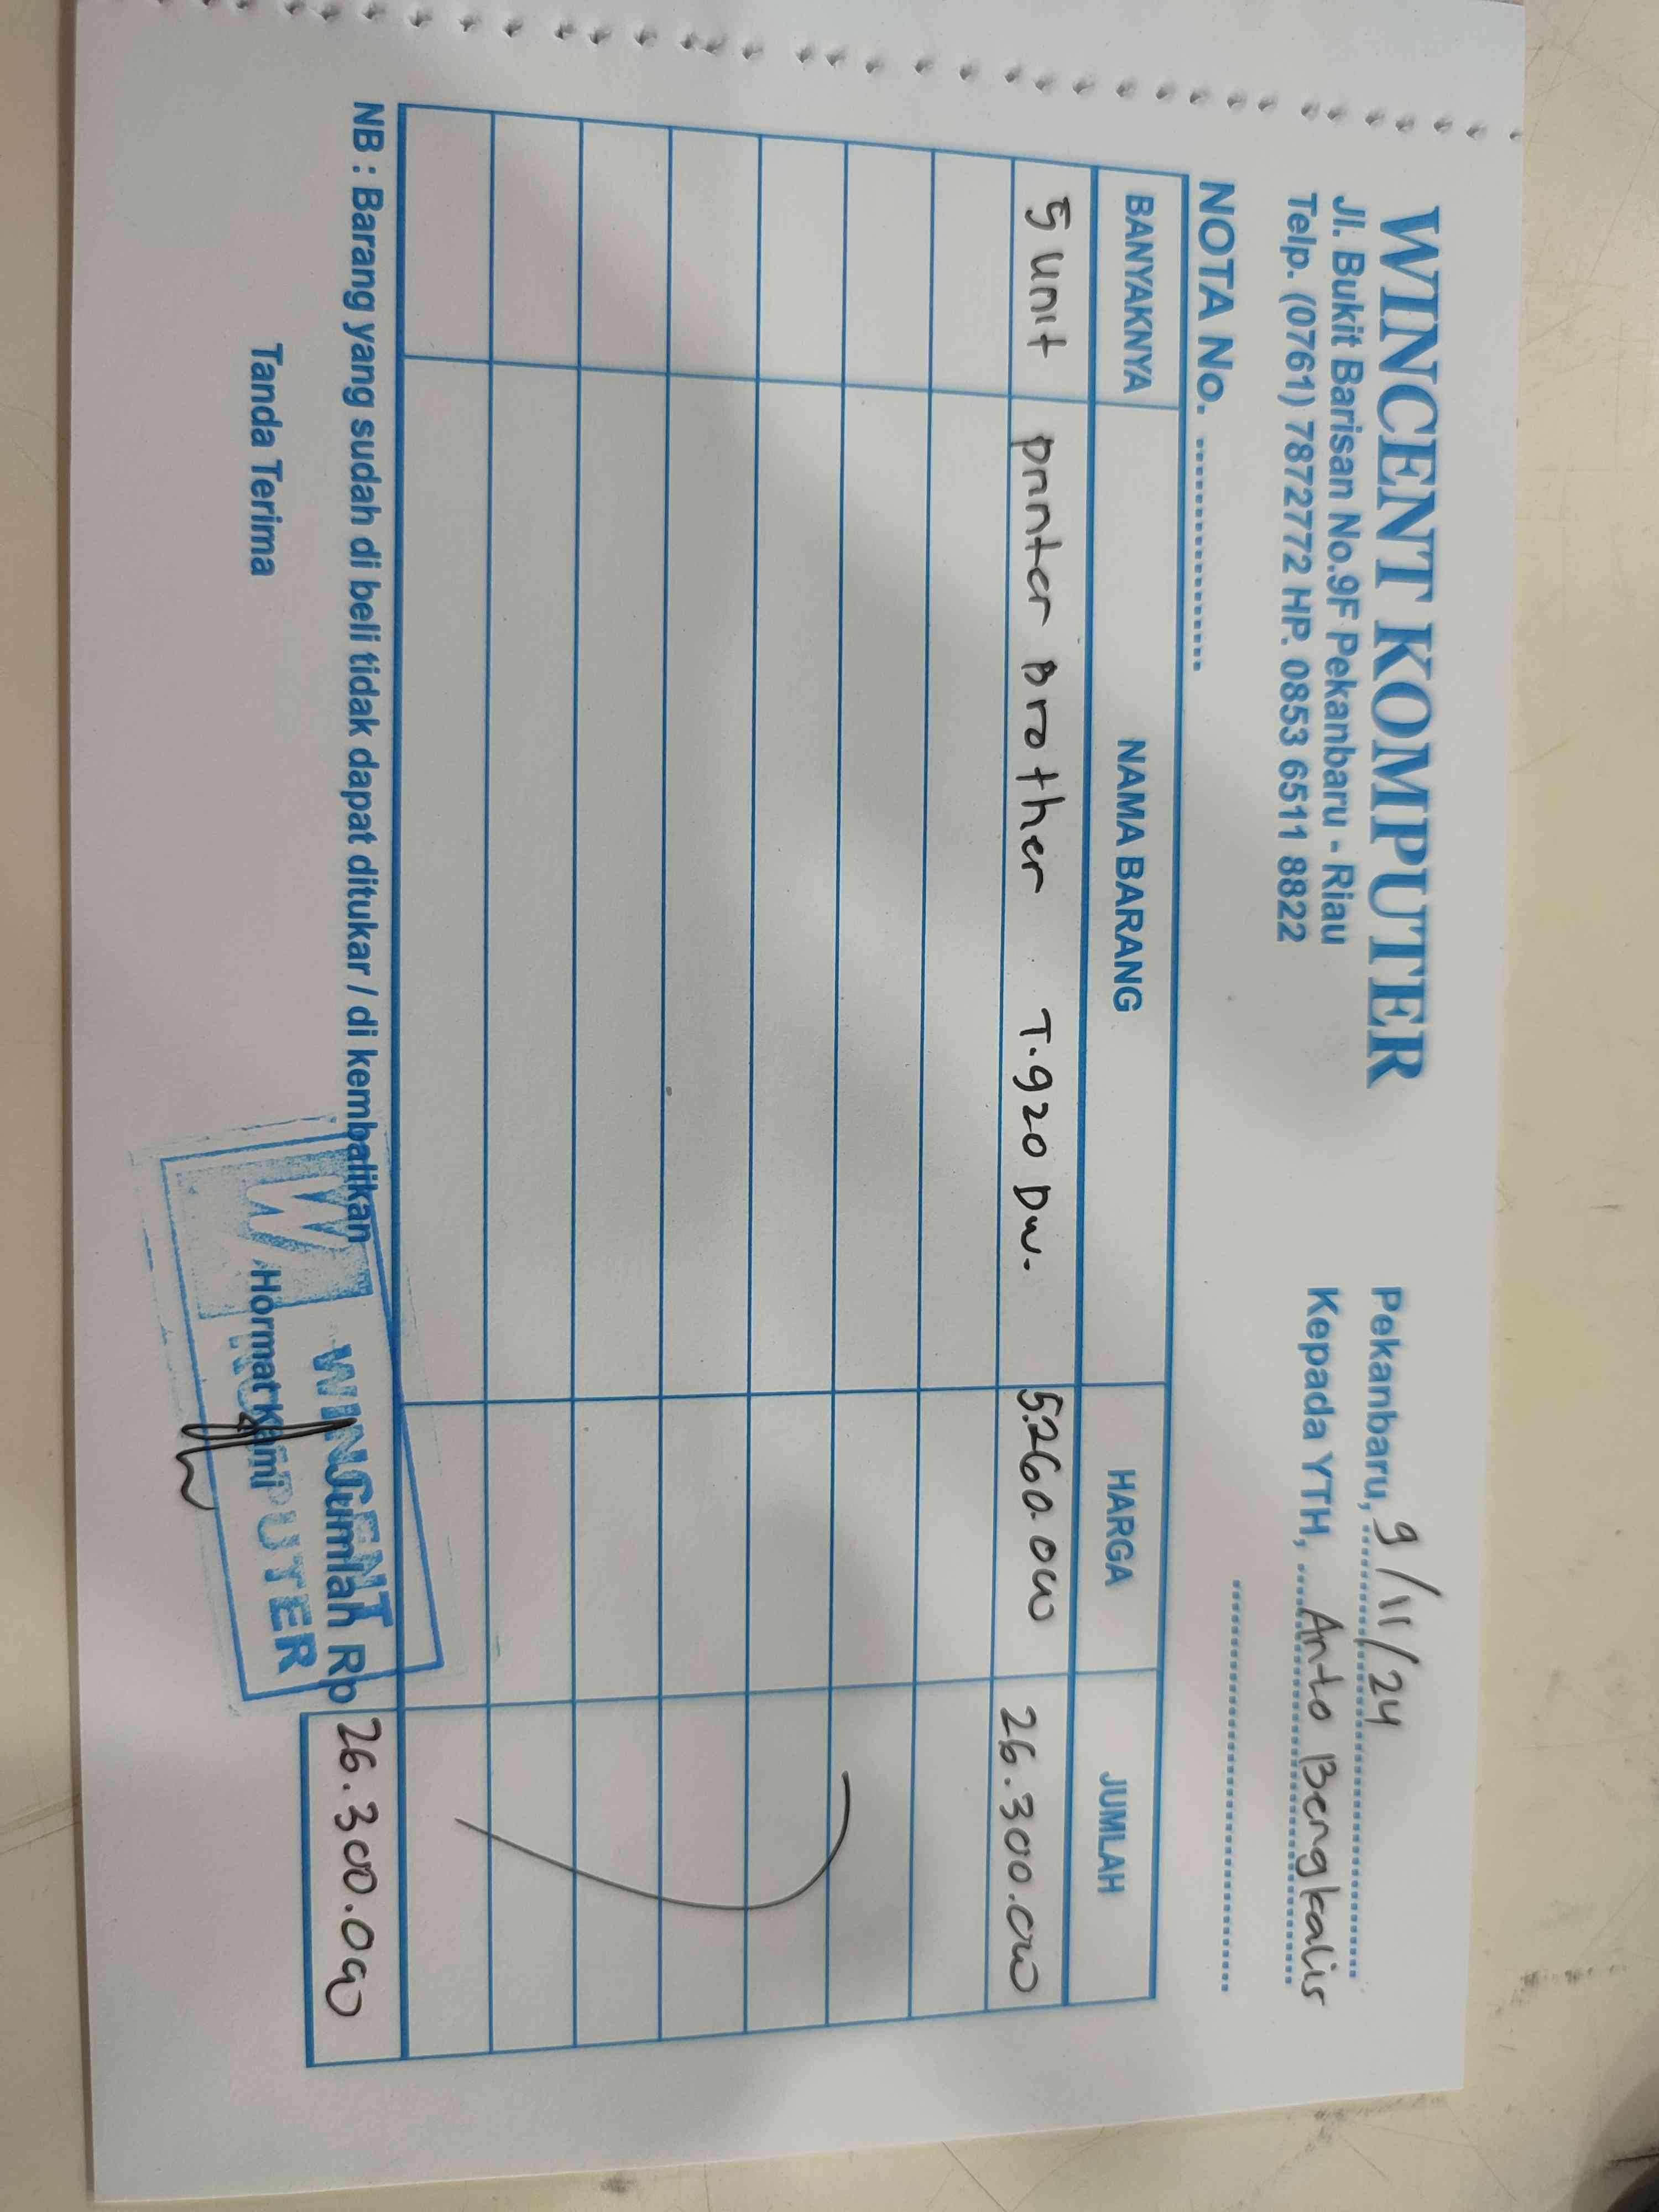 WINCENT KOMPUTER
Jl. Bukit Barisan No.9F Pekanbaru - Riau
Telp. (0761) 7872772 HP. 0853 6511 8822
Pekanbaru, 9/11/24
Kepada YTH, Anto Bengkalis
NOTA No.
BANYAKNYA NAMA BARANG HARGA JUMLAH
5 unit printer Brother T.920 DW. 5.260.000 26.300.000
NB : Barang yang sudah di beli tidak dapat ditukar / di kembalikan
Jumlah Rp 26.300.000
Tanda Terima
Hormat Kami
W WINCENT
KOMPUTER